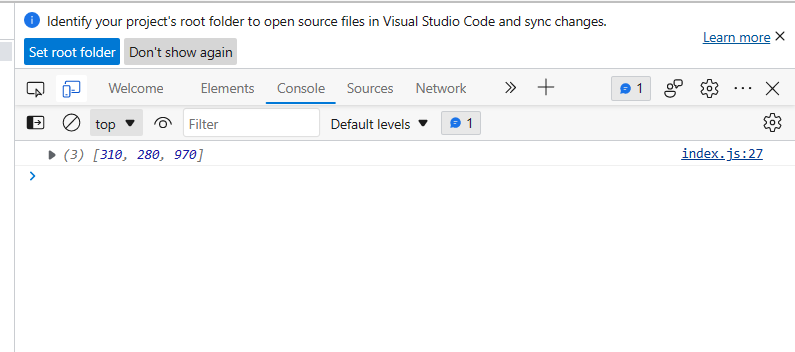 Identify your project's root folder to open source files in Visual Studio Code and sync changes.
Learn more
Set root folder Don't show again
Welcome Elements Console Sources Network 1
top Filter Default levels 1
(3) [310, 280, 970] index.js:27